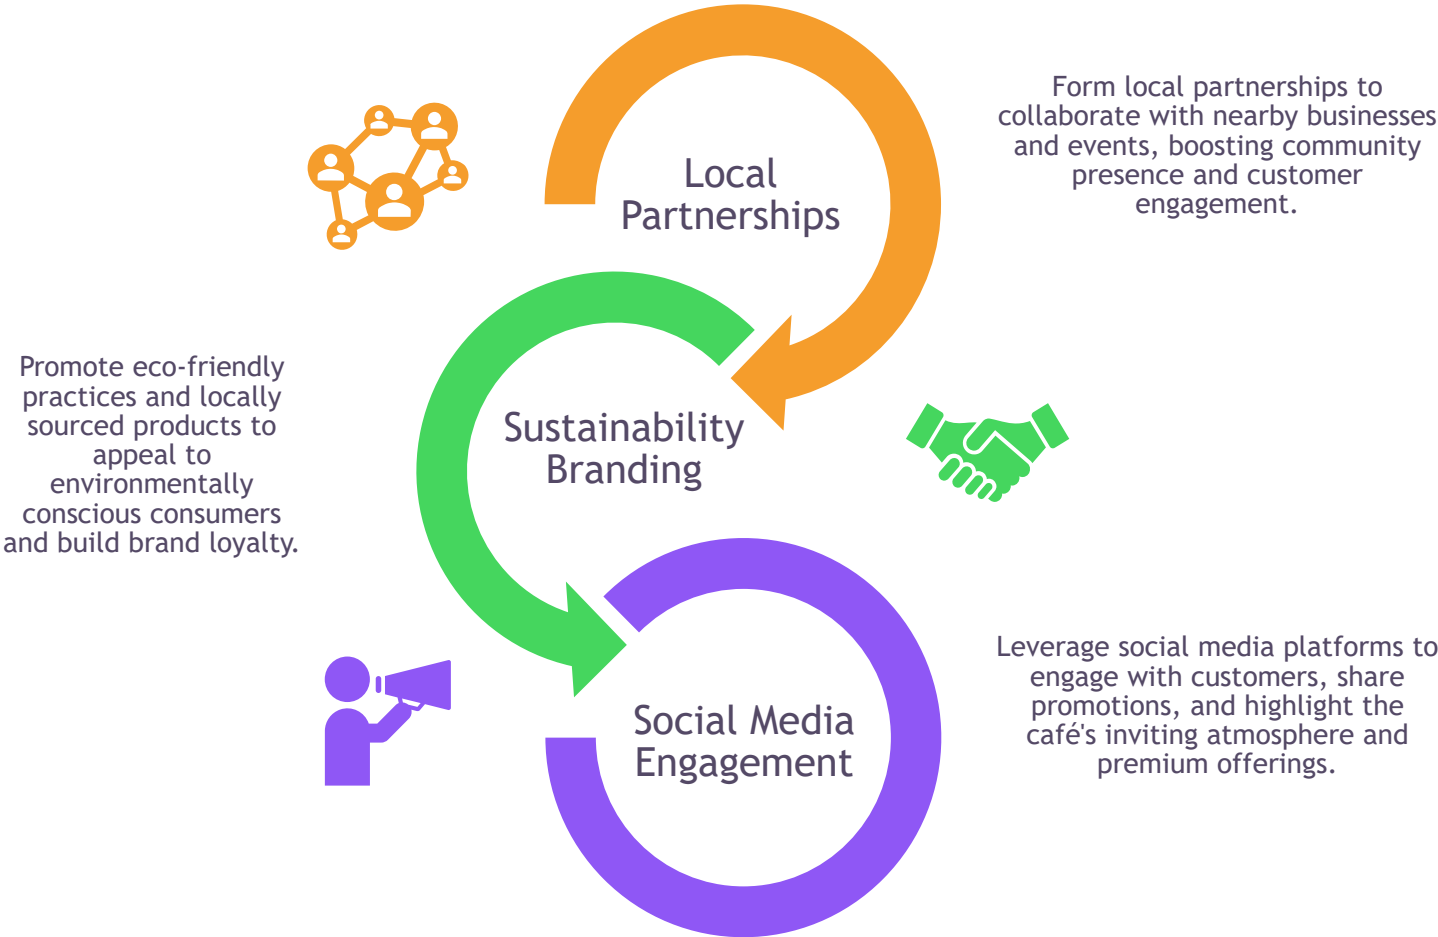 Local
Partnerships
Form local partnerships to
collaborate with nearby businesses
and events, boosting community
presence and customer
engagement.
Promote eco-friendly
practices and locally
sourced products to
appeal to
environmentally
conscious consumers
and build brand loyalty.
Sustainability
Branding
Social Media
Engagement
Leverage social media platforms to
engage with customers, share
promotions, and highlight the
café's inviting atmosphere and
premium offerings.